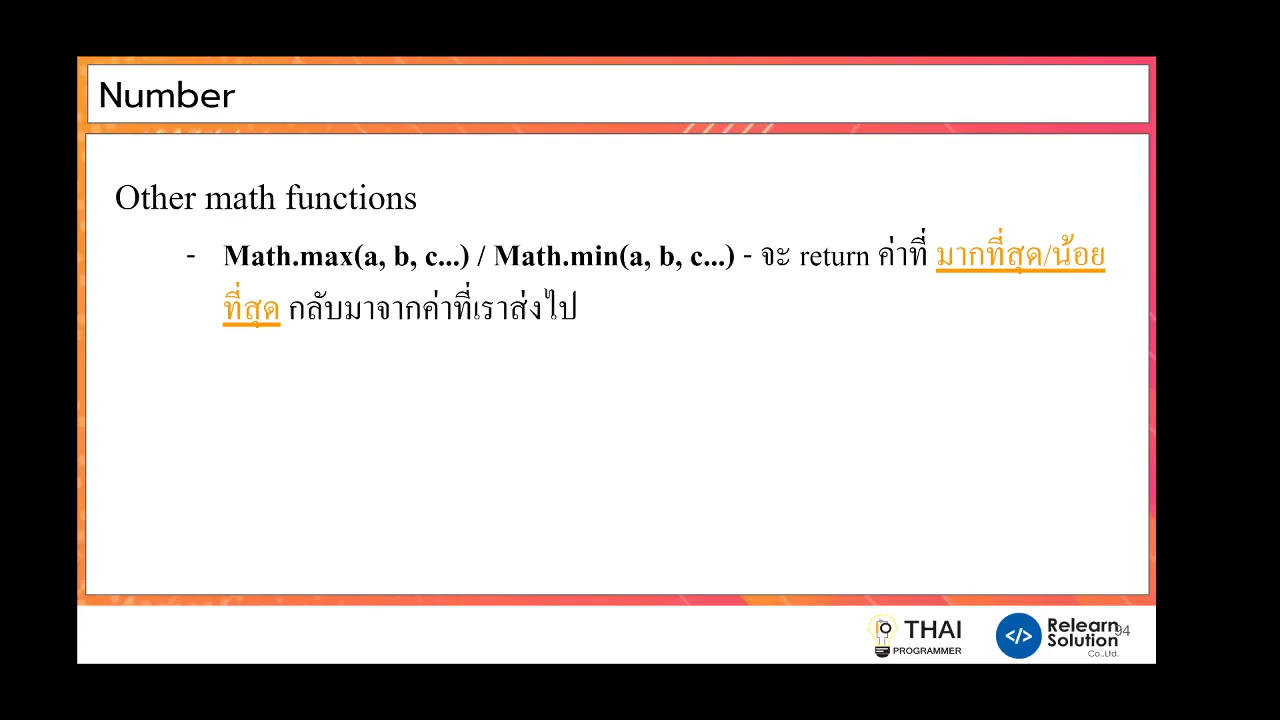 Number
Other math functions
- Math.max(a, b, c...) / Math.min(a, b, c...) - จะ return ค่าที่ มากที่สุด/น้อย
ที่สุด กลับมาจากค่าที่เราส่งไป
THAI
PROGRAMMER
</>
Relearn
Solution
Co.,Ltd.
94